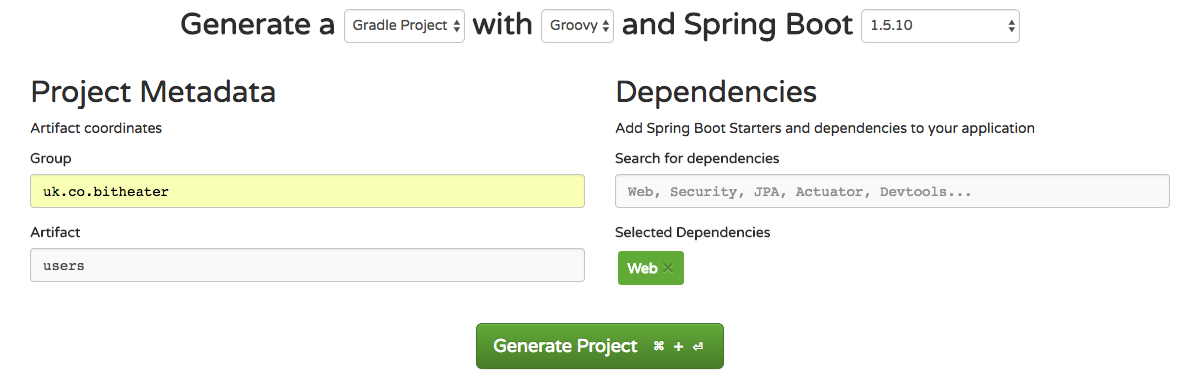 Generate a Gradle Project with Groovy and Spring Boot 1.5.10
Project Metadata
Artifact coordinates
Group
uk.co.bitheater
Artifact
users
Dependencies
Add Spring Boot Starters and dependencies to your application
Search for dependencies
Web, Security, JPA, Actuator, Devtools...
Selected Dependencies
Web ×
Generate Project ⌘ + ⏎